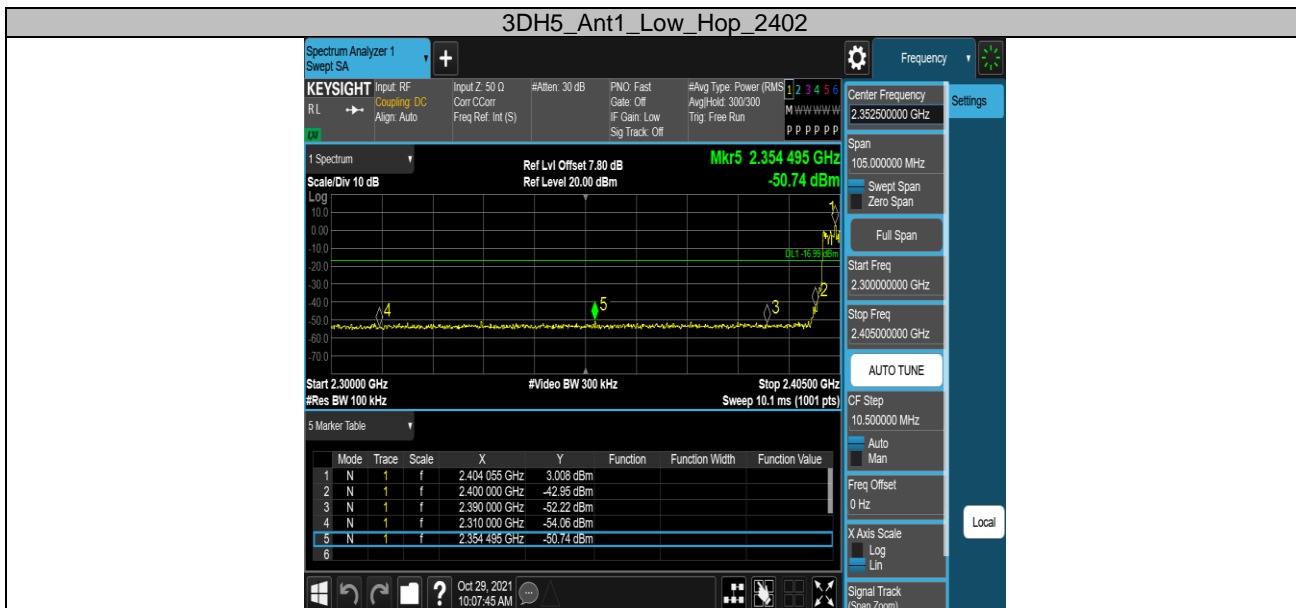 3DH5_Ant1_Low_Hop_2402
Spectrum Analyzer 1
Swept SA
+
Frequency
KEYSIGHT
R L
LXI
Input: RF
Coupling: DC
Align: Auto
Input Z: 50 Ω
Corr CCorr
Freq Ref: Int (S)
#Atten: 30 dB
PNO: Fast
Gate: Off
IF Gain: Low
Sig Track: Off
#Avg Type: Power (RMS
Avg|Hold: 300/300
Trig: Free Run
1 2 3 4 5 6
M W W W W W
P P P P P P
Center Frequency
2.352500000 GHz
Settings
1 Spectrum
Scale/Div 10 dB
Ref Lvl Offset 7.80 dB
Ref Level 20.00 dBm
Mkr5 2.354 495 GHz
-50.74 dBm
Span
105.000000 MHz
Swept Span
Zero Span
Full Span
Log
10.0
0.00
-10.0
-20.0
-30.0
-40.0
-50.0
-60.0
-70.0
1
DL1 -16.99 dBm
2
3
4
5
Start Freq
2.300000000 GHz
Stop Freq
2.405000000 GHz
AUTO TUNE
Start 2.30000 GHz
#Res BW 100 kHz
#Video BW 300 kHz
Stop 2.40500 GHz
Sweep 10.1 ms (1001 pts)
CF Step
10.500000 MHz
Auto
Man
5 Marker Table
Mode Trace Scale X Y Function Function Width Function Value
1 N 1 f 2.404 055 GHz 3.008 dBm
2 N 1 f 2.400 000 GHz -42.95 dBm
3 N 1 f 2.390 000 GHz -52.22 dBm
4 N 1 f 2.310 000 GHz -54.06 dBm
5 N 1 f 2.354 495 GHz -50.74 dBm
6
Freq Offset
0 Hz
Local
X Axis Scale
Log
Lin
Signal Track
(Span Zoom)
?
Oct 29, 2021
10:07:45 AM